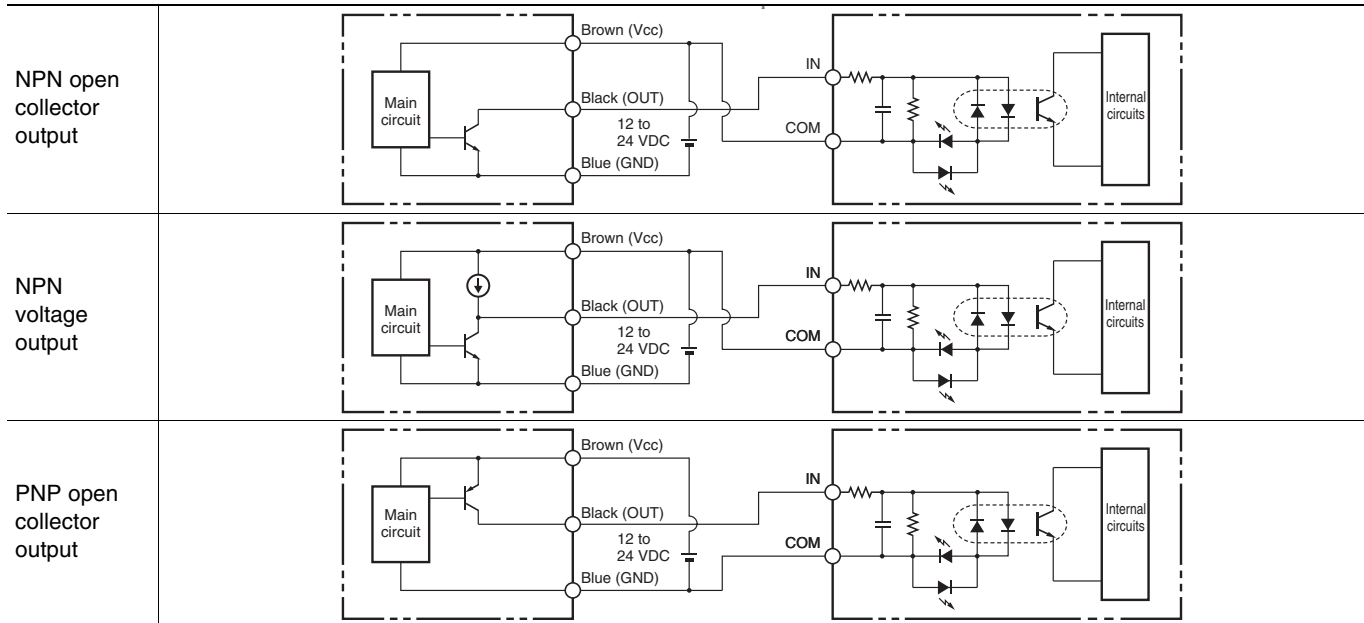 NPN open
collector
output
Main
circuit
Brown (Vcc)
Black (OUT)
12 to
24 VDC
Blue (GND)
IN
COM
Internal
circuits
NPN
voltage
output
Main
circuit
Brown (Vcc)
Black (OUT)
12 to
24 VDC
Blue (GND)
IN
COM
Internal
circuits
PNP open
collector
output
Main
circuit
Brown (Vcc)
Black (OUT)
12 to
24 VDC
Blue (GND)
IN
COM
Internal
circuits